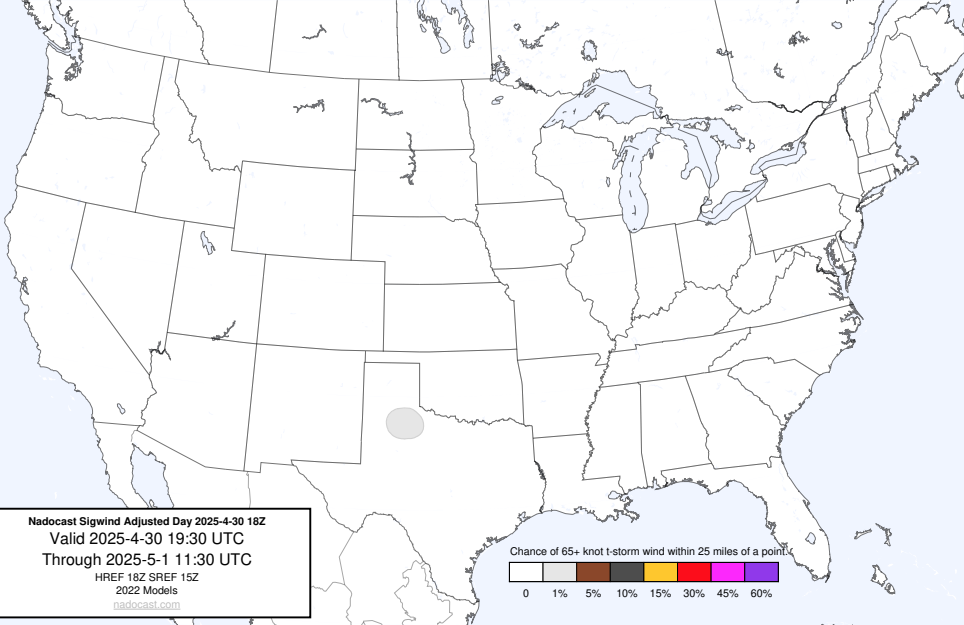 Nadocast Sigwind Adjusted Day 2025-4-30 18Z
Valid 2025-4-30 19:30 UTC
Through 2025-5-1 11:30 UTC
HREF 18Z SREF 15Z
2022 Models
nadocast.com
Chance of 65+ knot t-storm wind within 25 miles of a point.
0 1% 5% 10% 15% 30% 45% 60%